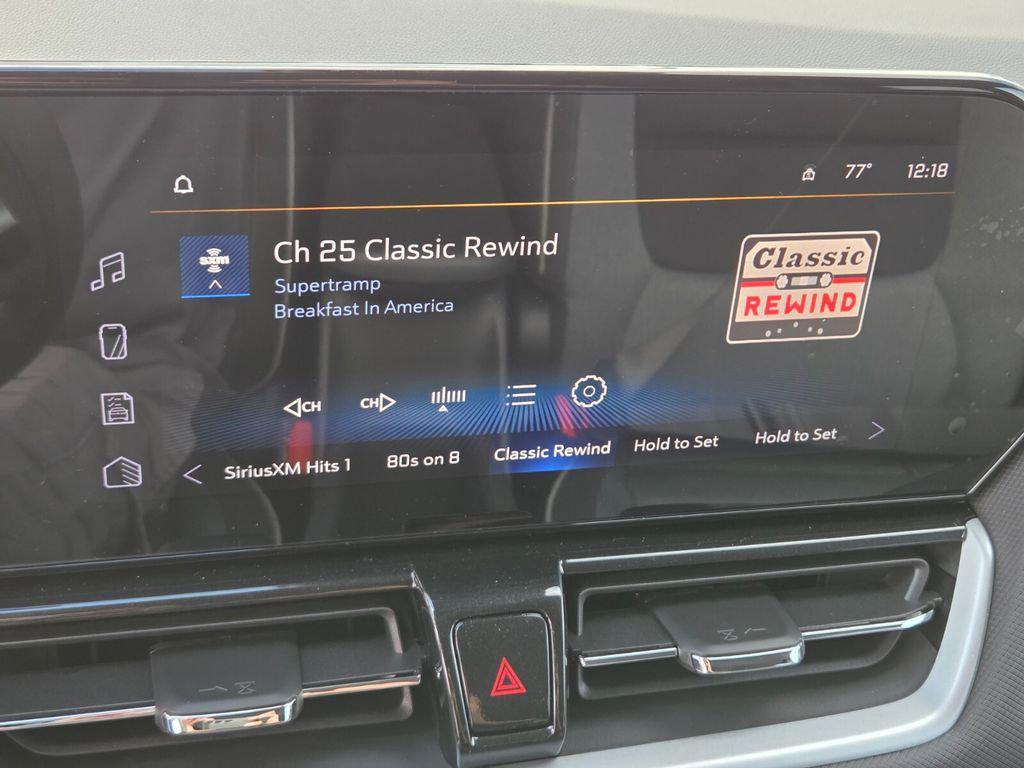 77° 12:18
sxm
Ch 25 Classic Rewind
Supertramp
Breakfast In America
Classic
REWIND
CH CH
SiriusXM Hits 1 80s on 8 Classic Rewind Hold to Set Hold to Set